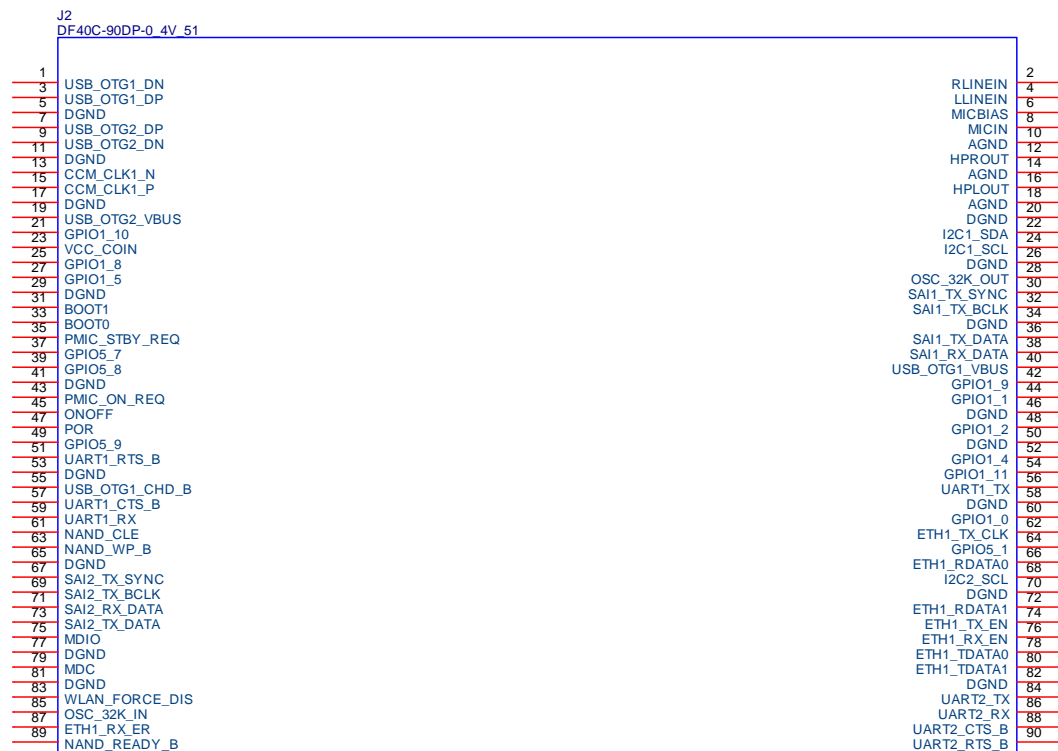 J2
DF40C-90DP-0_4V_51
1 2
USB_OTG1_DN RLINEIN
3 4
USB_OTG1_DP LLINEIN
5 6
DGND MICBIAS
7 8
USB_OTG2_DP MICIN
9 10
USB_OTG2_DN AGND
11 12
DGND HPROUT
13 14
CCM_CLK1_N AGND
15 16
CCM_CLK1_P HPLOUT
17 18
DGND AGND
19 20
USB_OTG2_VBUS DGND
21 22
GPIO1_10 I2C1_SDA
23 24
VCC_COIN I2C1_SCL
25 26
GPIO1_8 DGND
27 28
GPIO1_5 OSC_32K_OUT
29 30
DGND SAI1_TX_SYNC
31 32
BOOT1 SAI1_TX_BCLK
33 34
BOOT0 DGND
35 36
PMIC_STBY_REQ SAI1_TX_DATA
37 38
GPIO5_7 SAI1_RX_DATA
39 40
GPIO5_8 USB_OTG1_VBUS
41 42
DGND GPIO1_9
43 44
PMIC_ON_REQ GPIO1_1
45 46
ONOFF DGND
47 48
POR GPIO1_2
49 50
GPIO5_9 DGND
51 52
UART1_RTS_B GPIO1_4
53 54
DGND GPIO1_11
55 56
USB_OTG1_CHD_B UART1_TX
57 58
UART1_CTS_B DGND
59 60
UART1_RX GPIO1_0
61 62
NAND_CLE ETH1_TX_CLK
63 64
NAND_WP_B GPIO5_1
65 66
DGND ETH1_RDATA0
67 68
SAI2_TX_SYNC I2C2_SCL
69 70
SAI2_TX_BCLK DGND
71 72
SAI2_RX_DATA ETH1_RDATA1
73 74
SAI2_TX_DATA ETH1_TX_EN
75 76
MDIO ETH1_RX_EN
77 78
DGND ETH1_TDATA0
79 80
MDC ETH1_TDATA1
81 82
DGND DGND
83 84
WLAN_FORCE_DIS UART2_TX
85 86
OSC_32K_IN UART2_RX
87 88
ETH1_RX_ER UART2_CTS_B
89 90
NAND_READY_B UART2_RTS_B